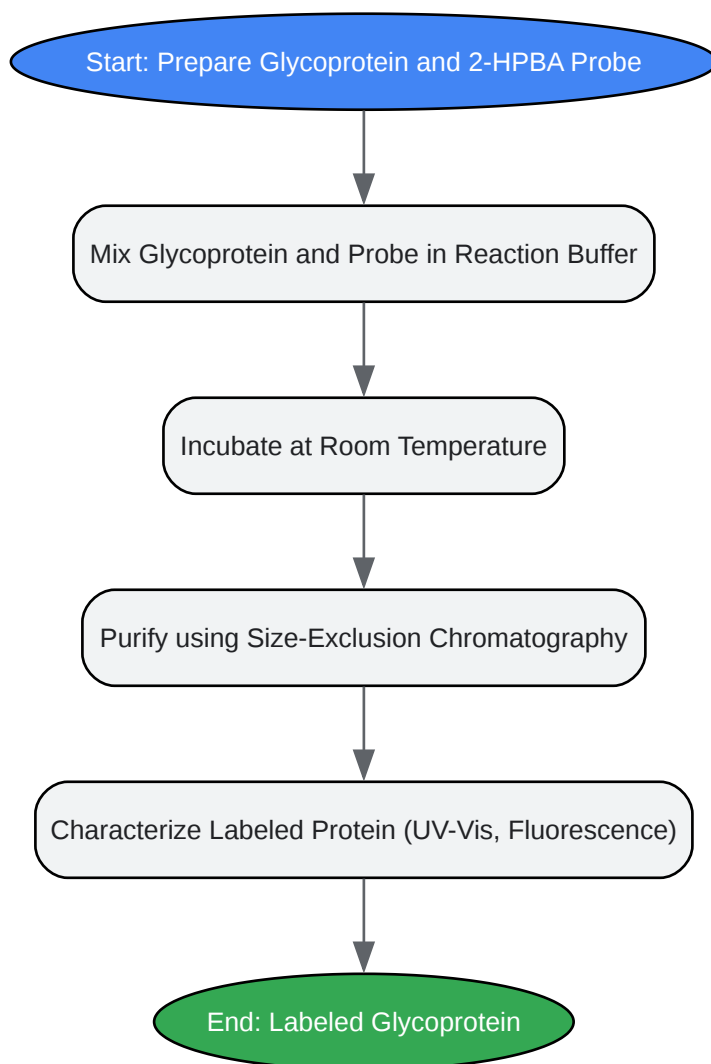 Start: Prepare Glycoprotein and 2-HPBA Probe
Mix Glycoprotein and Probe in Reaction Buffer
Incubate at Room Temperature
Purify using Size-Exclusion Chromatography
Characterize Labeled Protein (UV-Vis, Fluorescence)
End: Labeled Glycoprotein